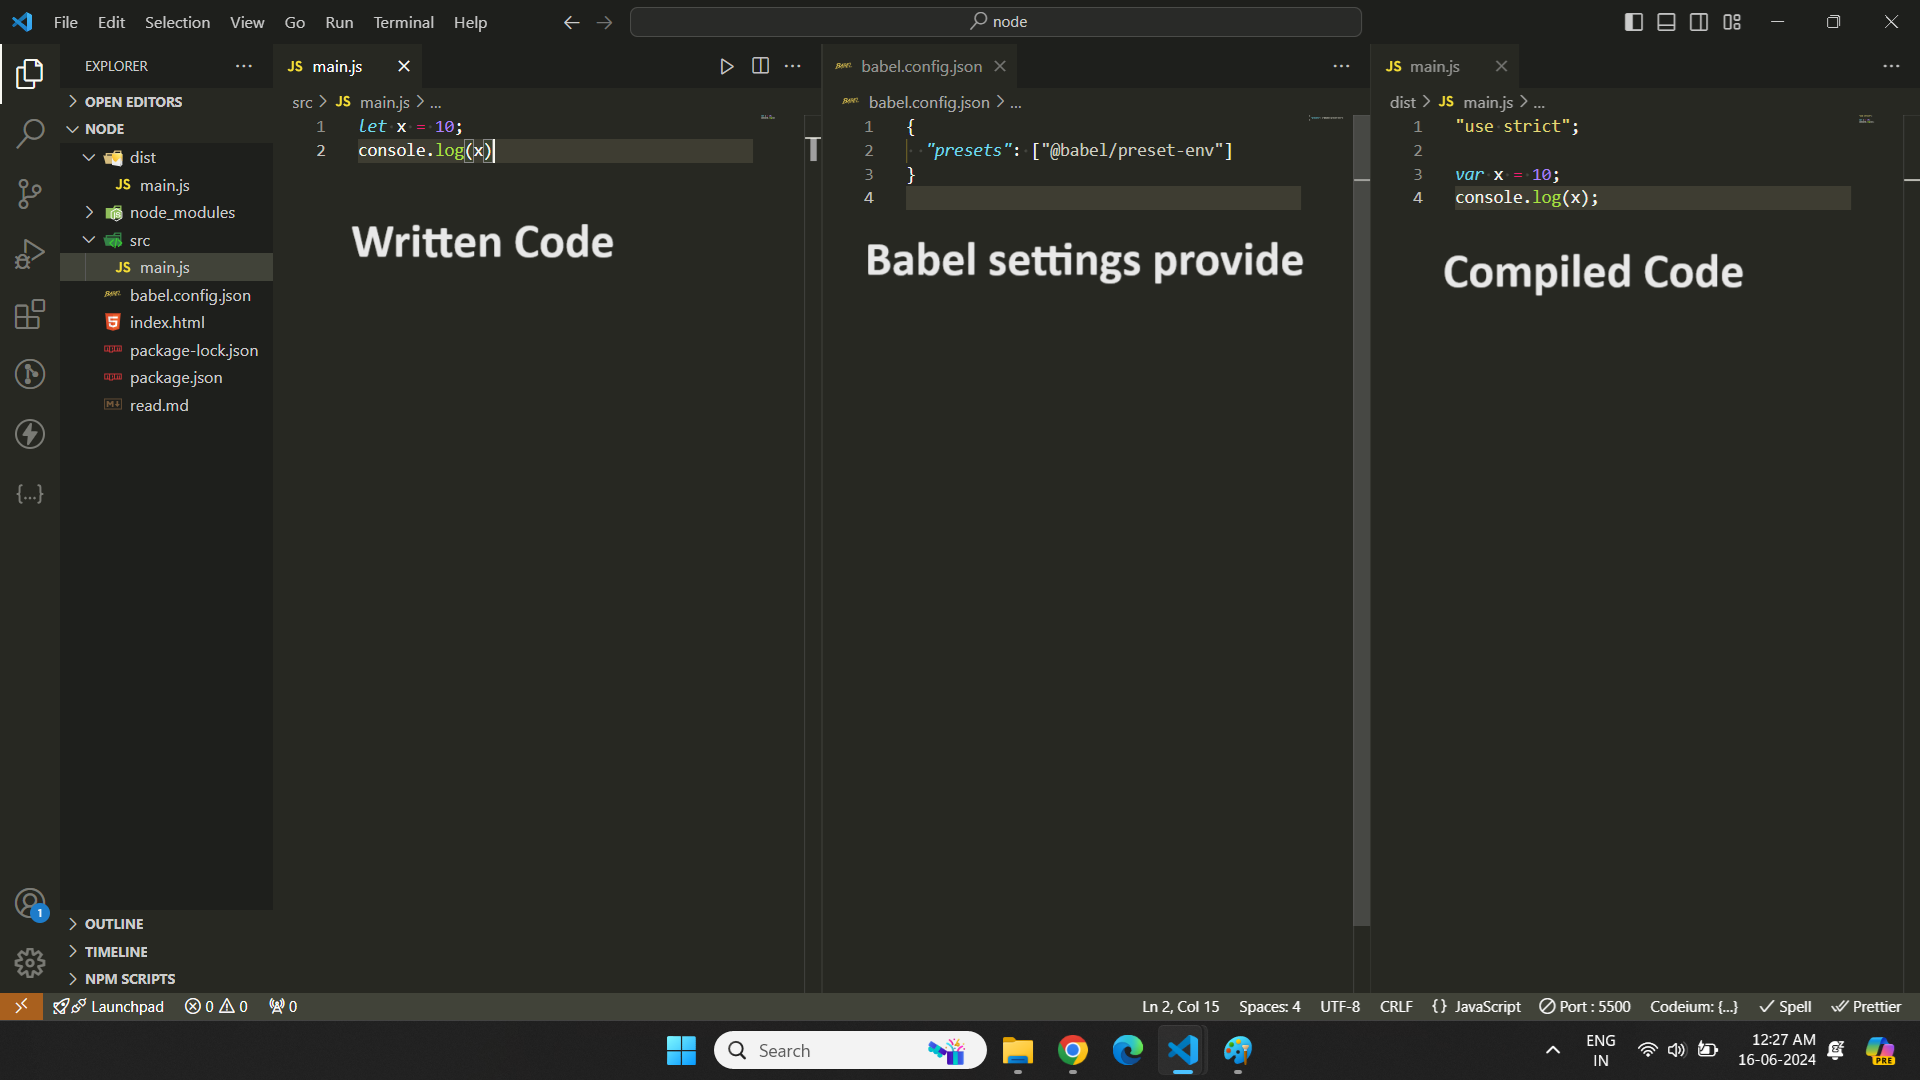 File Edit Selection View Go Run Terminal Help
node
EXPLORER
OPEN EDITORS
NODE
dist
JS main.js
node_modules
src
JS main.js
babel.config.json
index.html
package-lock.json
package.json
read.md
OUTLINE
TIMELINE
NPM SCRIPTS
JS main.js
src > JS main.js > ...
1 let x = 10;
2 console.log(x)
Written Code
babel.config.json
babel.config.json > ...
1 {
2 "presets": ["@babel/preset-env"]
3 }
4
Babel settings provide
JS main.js
dist > JS main.js > ...
1 "use strict";
2
3 var x = 10;
4 console.log(x);
Compiled Code
1
Launchpad 0 0 0
Ln 2, Col 15 Spaces: 4 UTF-8 CRLF {} JavaScript Port : 5500 Codeium: {...} Spell Prettier
Search
ENG
IN
12:27 AM
16-06-2024
PRE